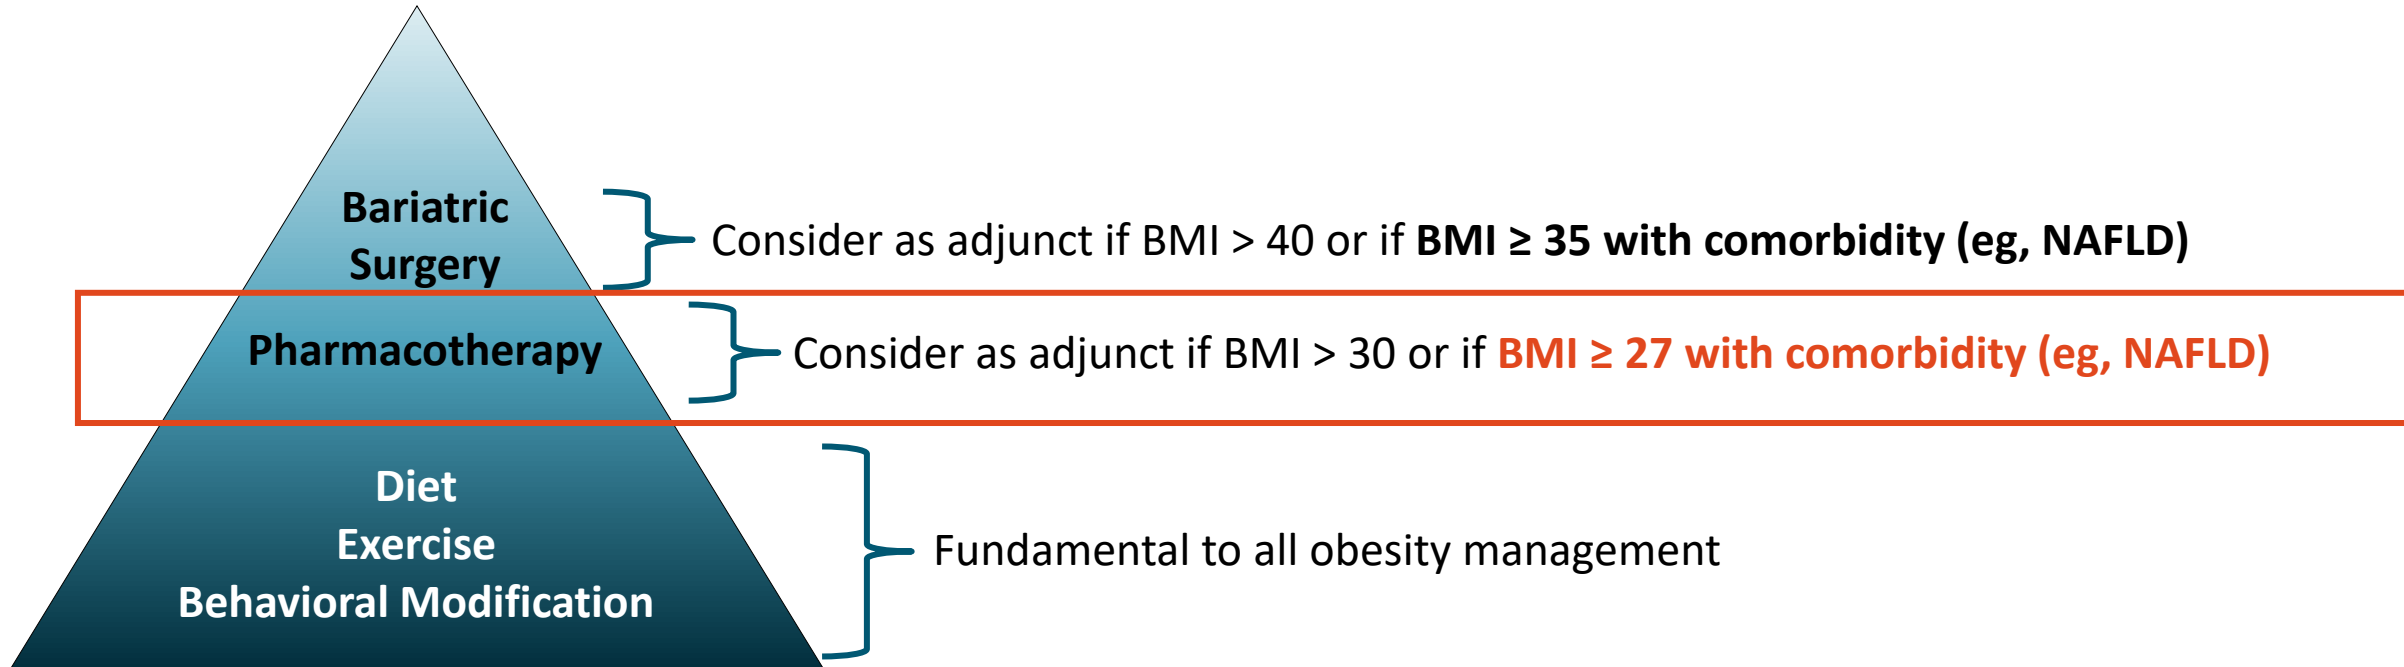 Bariatric
Surgery
Consider as adjunct if BMI > 40 or if BMI ≥ 35 with comorbidity (eg, NAFLD)
Pharmacotherapy
Consider as adjunct if BMI > 30 or if BMI ≥ 27 with comorbidity (eg, NAFLD)
Diet
Exercise
Behavioral Modification
Fundamental to all obesity management